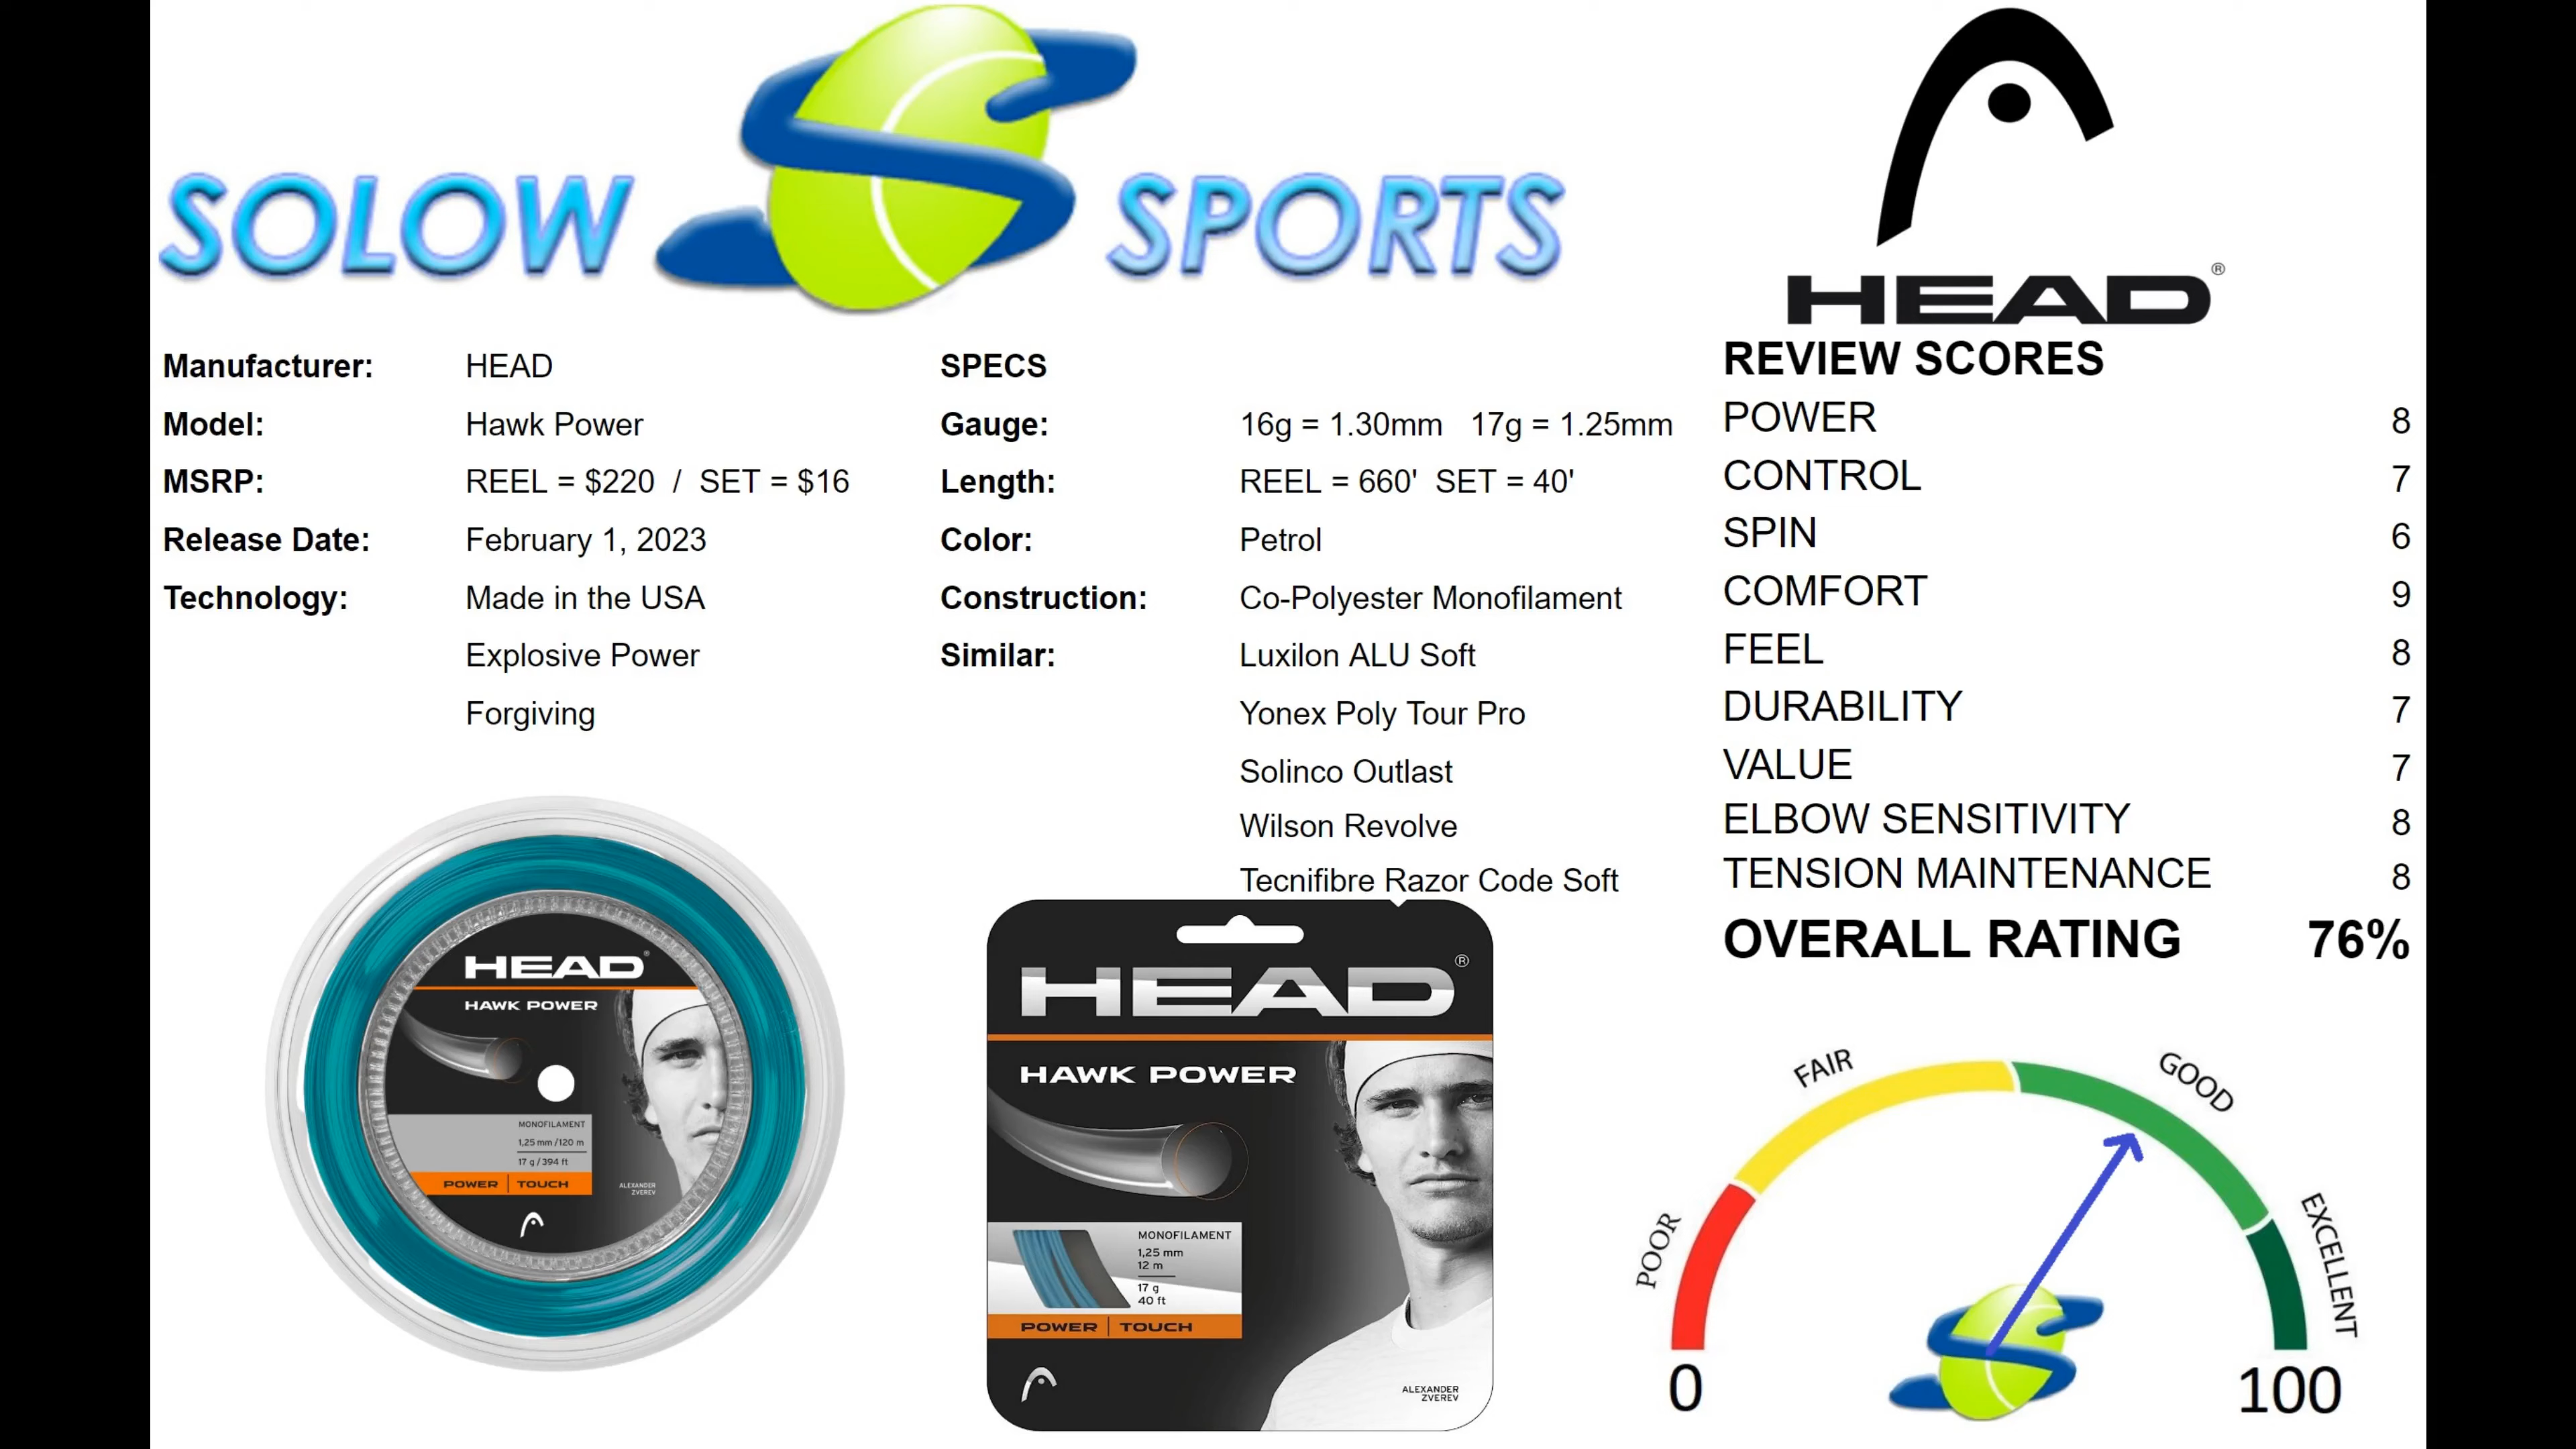 SOLOW SPORTS
HEAD®
Manufacturer: HEAD
Model: Hawk Power
MSRP: REEL = $220 / SET = $16
Release Date: February 1, 2023
Technology: Made in the USA
Explosive Power
Forgiving
SPECS
Gauge: 16g = 1.30mm 17g = 1.25mm
Length: REEL = 660' SET = 40'
Color: Petrol
Construction: Co-Polyester Monofilament
Similar: Luxilon ALU Soft
Yonex Poly Tour Pro
Solinco Outlast
Wilson Revolve
Tecnifibre Razor Code Soft
REVIEW SCORES
POWER 8
CONTROL 7
SPIN 6
COMFORT 9
FEEL 8
DURABILITY 7
VALUE 7
ELBOW SENSITIVITY 8
TENSION MAINTENANCE 8
OVERALL RATING 76%
HEAD®
HAWK POWER
MONOFILAMENT
1,25 mm/120 m
17 g/394 ft
POWER | TOUCH
ALEXANDER
ZVEREV
HEAD®
HAWK POWER
MONOFILAMENT
1,25 mm
12 m
17 g
40 ft
POWER | TOUCH
ALEXANDER
ZVEREV
POOR
FAIR
GOOD
EXCELLENT
0
100